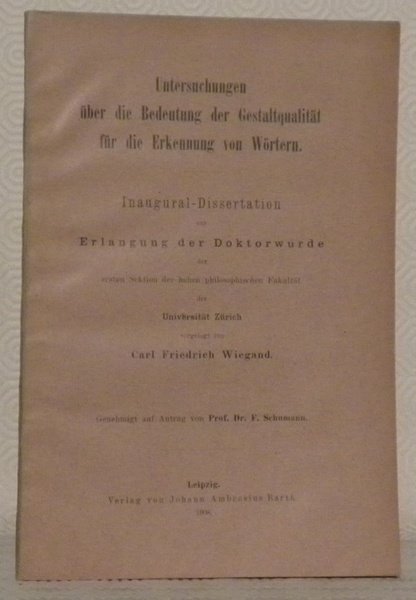 Untersuchungen
über die Bedeutung der Gestaltqualität
für die Erkennung von Wörtern.
Inaugural-Dissertation
zur
Erlangung der Doktorwürde
der
ersten Sektion der hohen philosophischen Fakultät
der
Universität Zürich
vorgelegt von
Carl Friedrich Wiegand.
Genehmigt auf Antrag von Prof. Dr. F. Schumann.
Leipzig.
Verlag von Johann Ambrosius Barth.
1908.